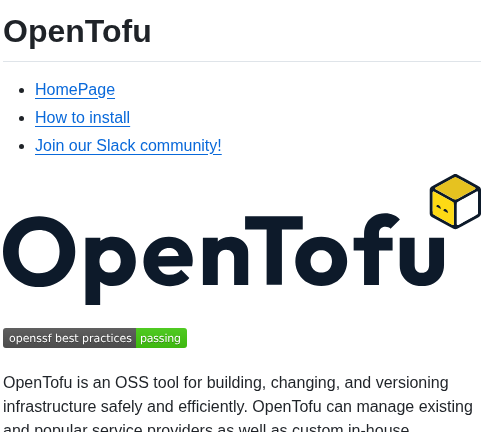 OpenTofu
HomePage
How to install
Join our Slack community!
OpenTofu
openssf best practices passing
OpenTofu is an OSS tool for building, changing, and versioning
infrastructure safely and efficiently. OpenTofu can manage existing
and popular service providers as well as custom in-house